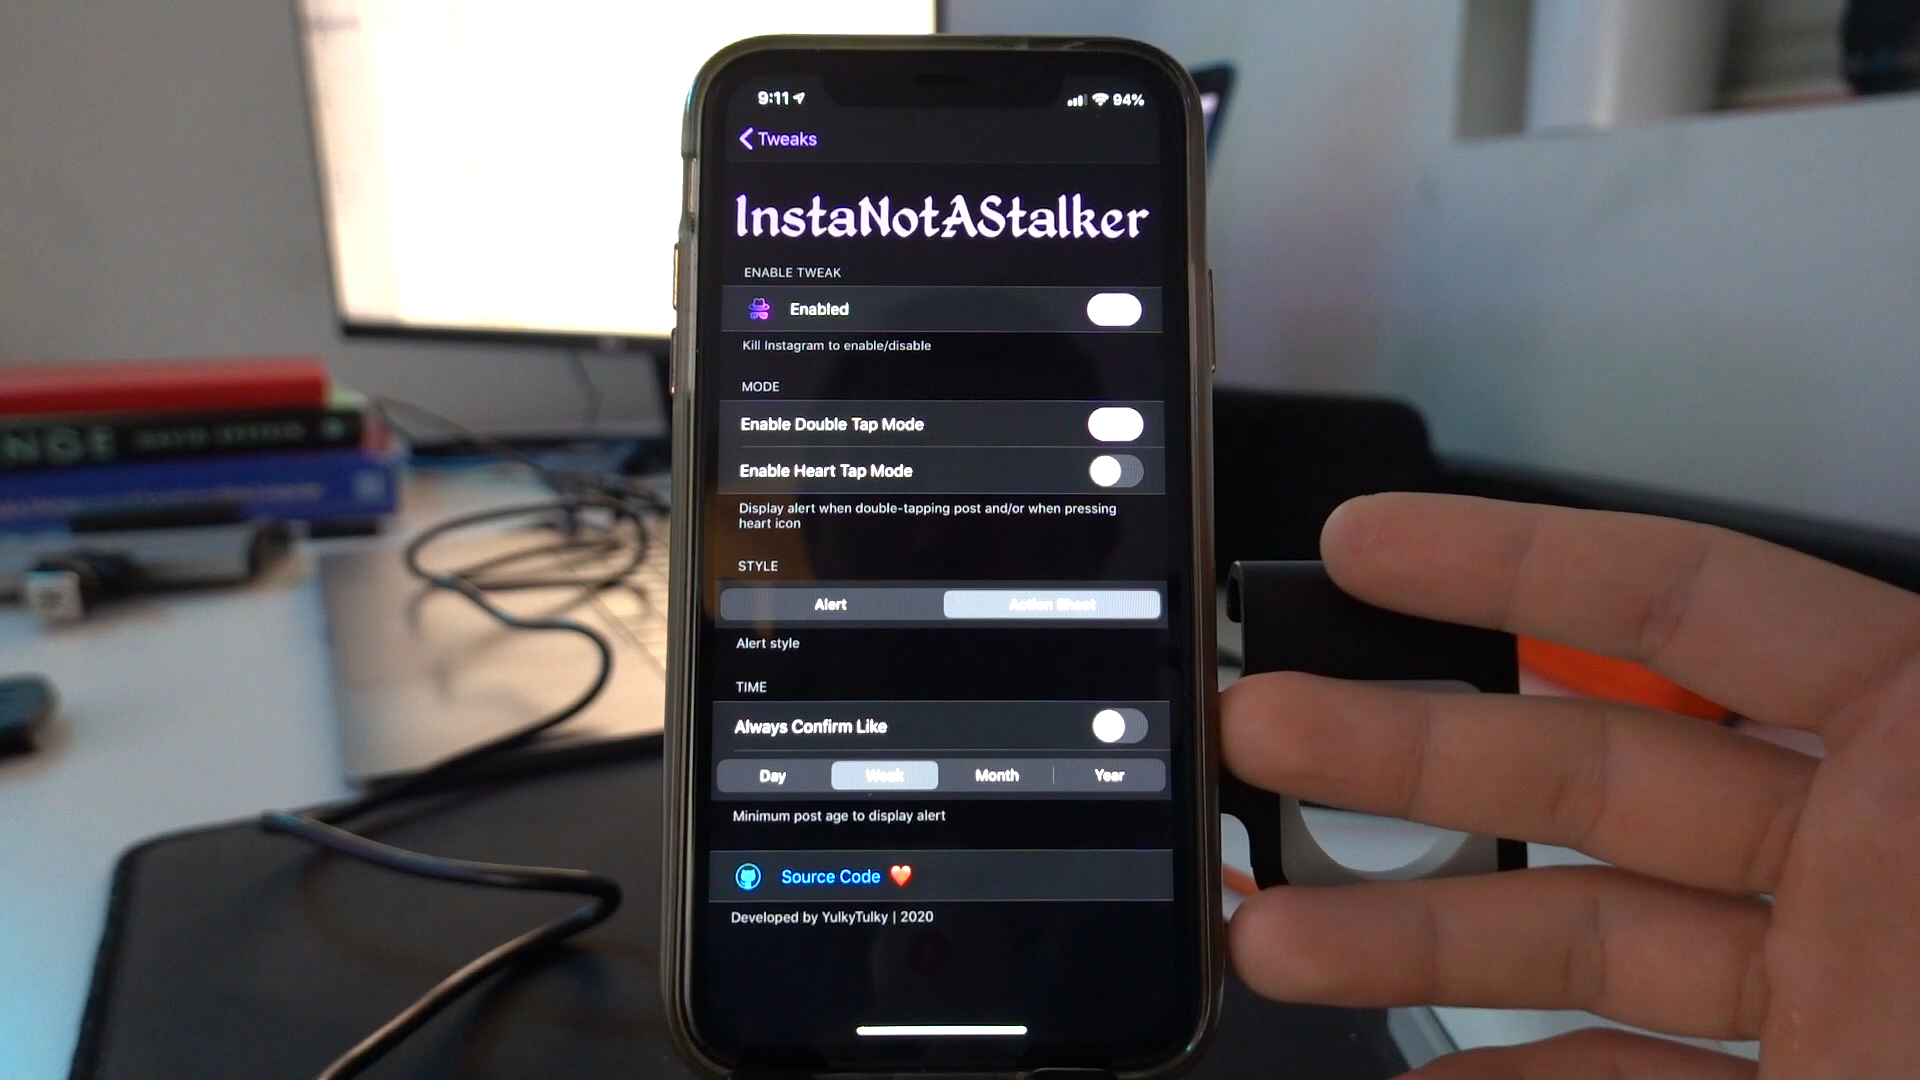 9:11
94%
Tweaks
InstaNotAStalker
ENABLE TWEAK
Enabled
Kill Instagram to enable/disable
MODE
Enable Double Tap Mode
Enable Heart Tap Mode
Display alert when double-tapping post and/or when pressing
heart icon
STYLE
Alert Action Sheet
Alert style
TIME
Always Confirm Like
Day Week Month Year
Minimum post age to display alert
Source Code ❤️
Developed by YulkyTulky | 2020